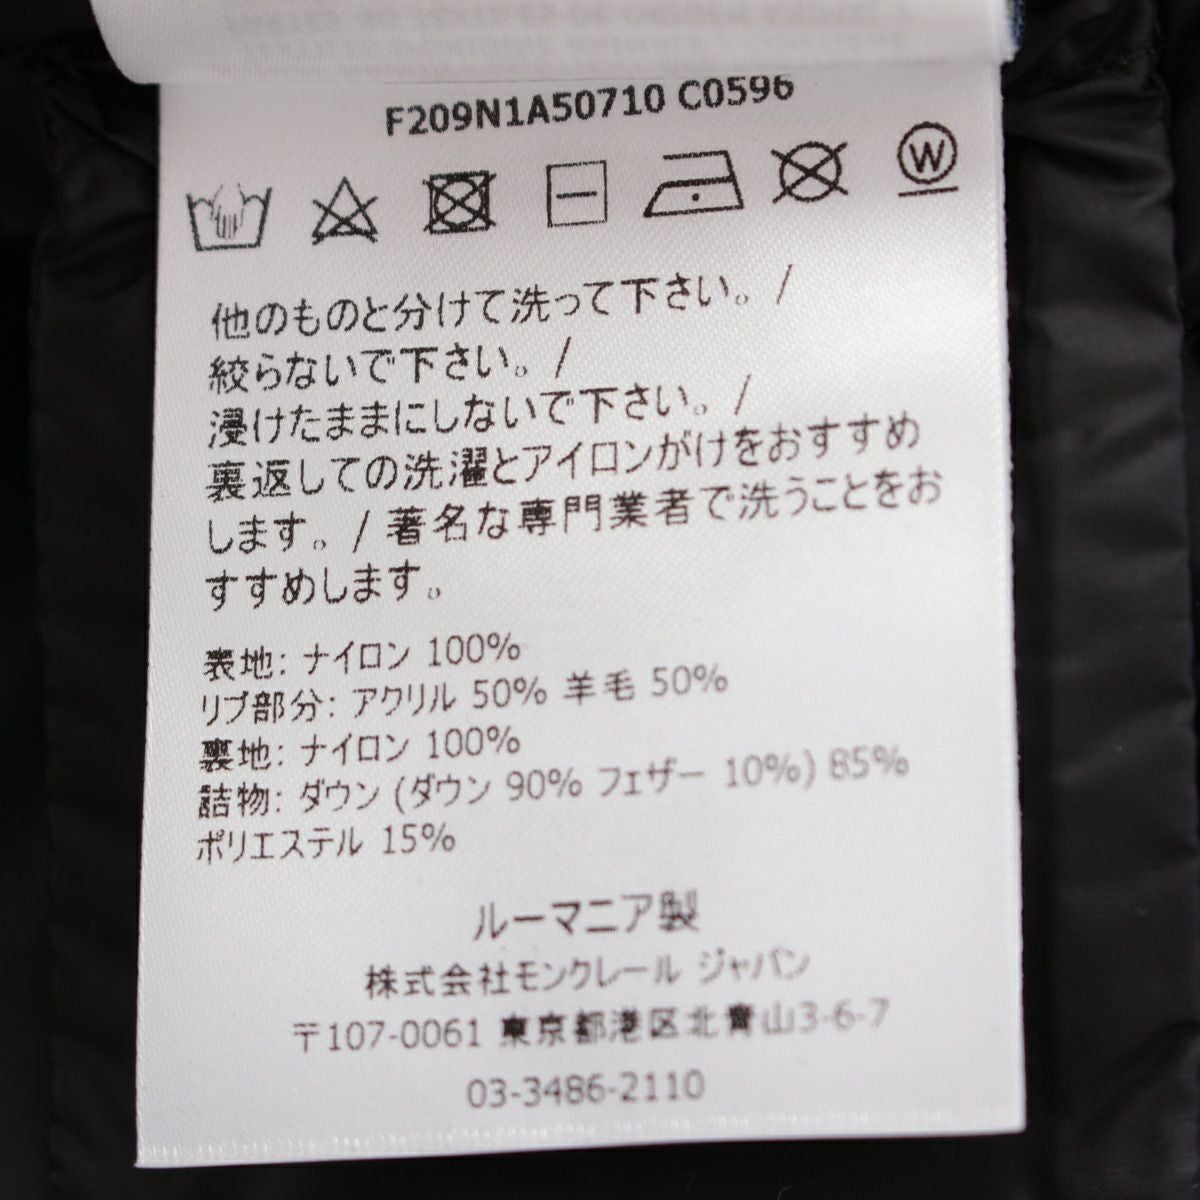 F209N1A50710 C0596
W
他のものと分けて洗って下さい。/
絞らないで下さい。/
浸けたままにしないで下さい。/
裏返しての洗濯とアイロンがけをおすすめ
します。/ 著名な専門業者で洗うことをお
すすめします。
表地: ナイロン 100%
リブ部分: アクリル 50% 羊毛 50%
裏地: ナイロン 100%
詰物: ダウン (ダウン 90% フェザー 10%) 85%
ポリエステル 15%
ルーマニア製
株式会社モンクレール ジャパン
〒107-0061 東京都港区北青山3-6-7
03-3486-2110